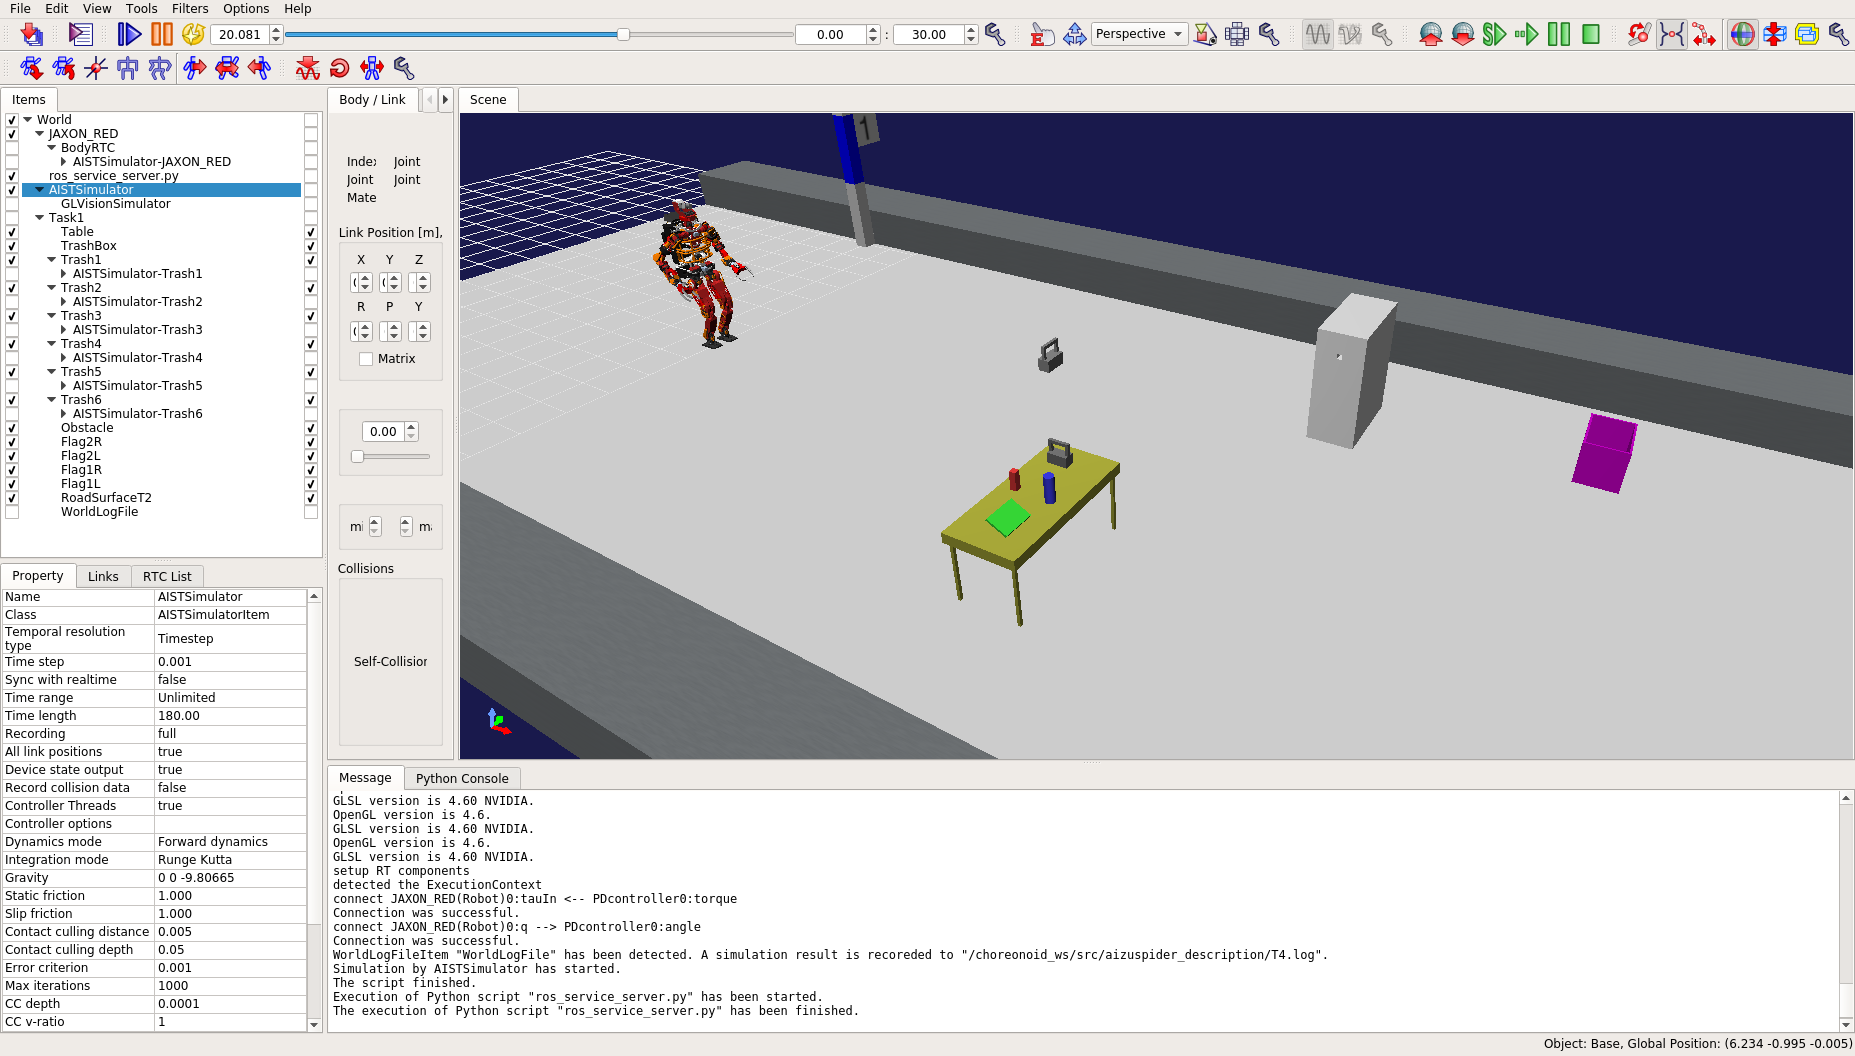 File Edit View Tools Filters Options Help
20.081 0.00 : 30.00 Perspective
Items
World
JAXON_RED
BodyRTC
AISTSimulator-JAXON_RED
ros_service_server.py
AISTSimulator
GLVisionSimulator
Task1
Table
TrashBox
Trash1
AISTSimulator-Trash1
Trash2
AISTSimulator-Trash2
Trash3
AISTSimulator-Trash3
Trash4
AISTSimulator-Trash4
Trash5
AISTSimulator-Trash5
Trash6
AISTSimulator-Trash6
Obstacle
Flag2R
Flag2L
Flag1R
Flag1L
RoadSurfaceT2
WorldLogFile
Property Links RTC List
Name AISTSimulator
Class AISTSimulatorItem
Temporal resolution
type Timestep
Time step 0.001
Sync with realtime false
Time range Unlimited
Time length 180.00
Recording full
All link positions true
Device state output true
Record collision data false
Controller Threads true
Controller options
Dynamics mode Forward dynamics
Integration mode Runge Kutta
Gravity 0 0 -9.80665
Static friction 1.000
Slip friction 1.000
Contact culling distance 0.005
Contact culling depth 0.05
Error criterion 0.001
Max iterations 1000
CC depth 0.0001
CC v-ratio 1
Body / Link
Index Joint
Joint Joint
Mate
Link Position [m],
X Y Z
R P Y
Matrix
0.00
mi ma
Collisions
Self-Collision
Scene
1
Message Python Console
GLSL version is 4.60 NVIDIA.
OpenGL version is 4.6.
GLSL version is 4.60 NVIDIA.
OpenGL version is 4.6.
GLSL version is 4.60 NVIDIA.
setup RT components
detected the ExecutionContext
connect JAXON_RED(Robot)0:tauIn <-- PDcontroller0:torque
Connection was successful.
connect JAXON_RED(Robot)0:q --> PDcontroller0:angle
Connection was successful.
WorldLogFileItem "WorldLogFile" has been detected. A simulation result is recoreded to "/choreonoid_ws/src/aizuspider_description/T4.log".
Simulation by AISTSimulator has started.
The script finished.
Execution of Python script "ros_service_server.py" has been started.
The execution of Python script "ros_service_server.py" has been finished.
Object: Base, Global Position: (6.234 -0.995 -0.005)